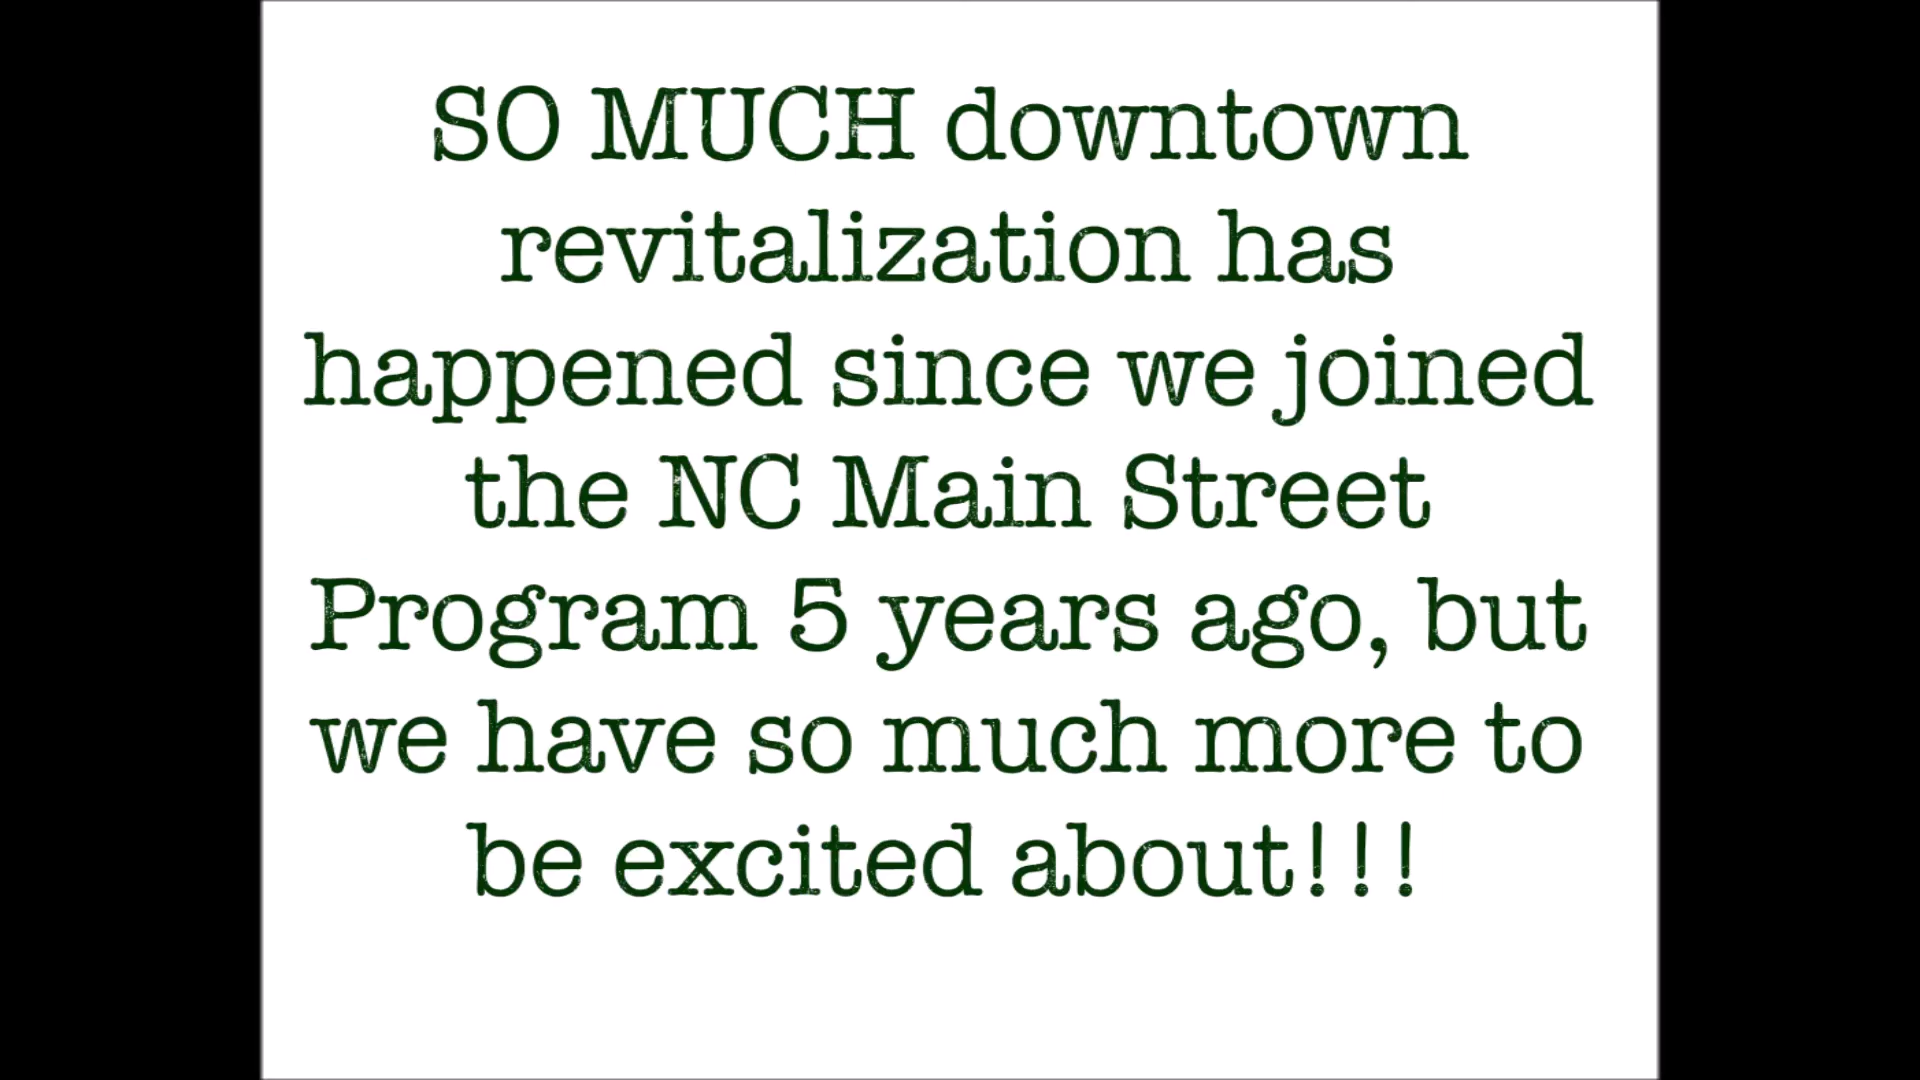 SO MUCH downtown
revitalization has
happened since we joined
the NC Main Street
Program 5 years ago, but
we have so much more to
be excited about!!!